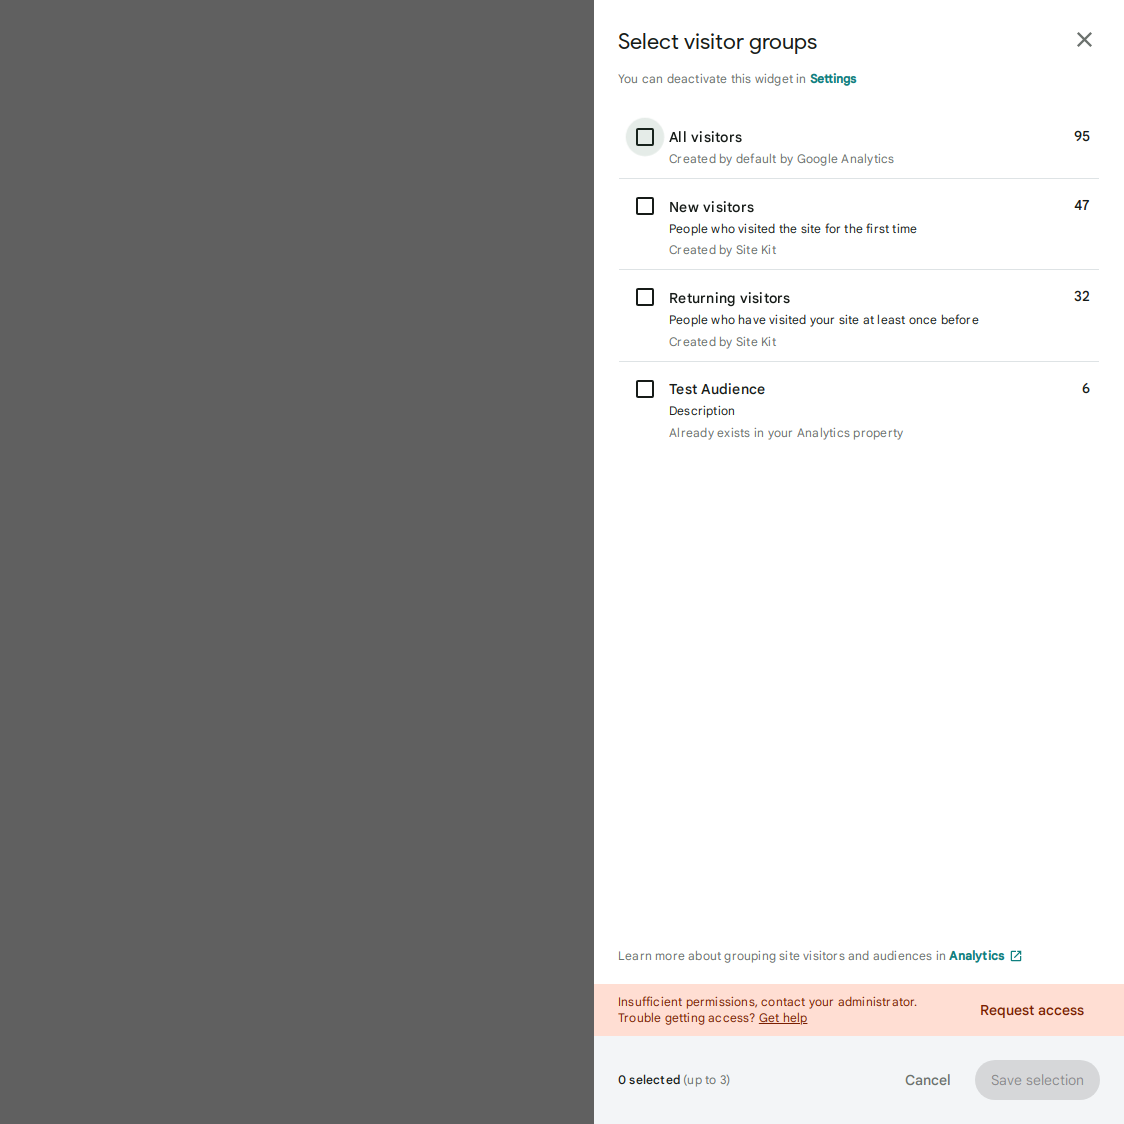 Select visitor groups
You can deactivate this widget in Settings
All visitors 95
Created by default by Google Analytics
New visitors 47
People who visited the site for the first time
Created by Site Kit
Returning visitors 32
People who have visited your site at least once before
Created by Site Kit
Test Audience 6
Description
Already exists in your Analytics property
Learn more about grouping site visitors and audiences in Analytics
Insufficient permissions, contact your administrator.
Trouble getting access? Get help
Request access
0 selected (up to 3)
Cancel
Save selection